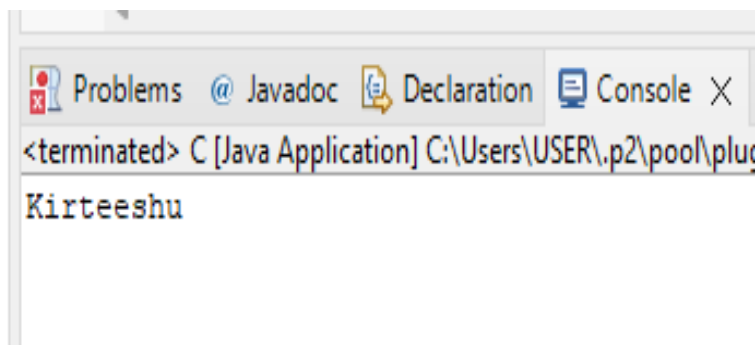 Problems @ Javadoc Declaration Console
<terminated> C [Java Application] C:\Users\USER\.p2\pool\plug
Kirteeshu